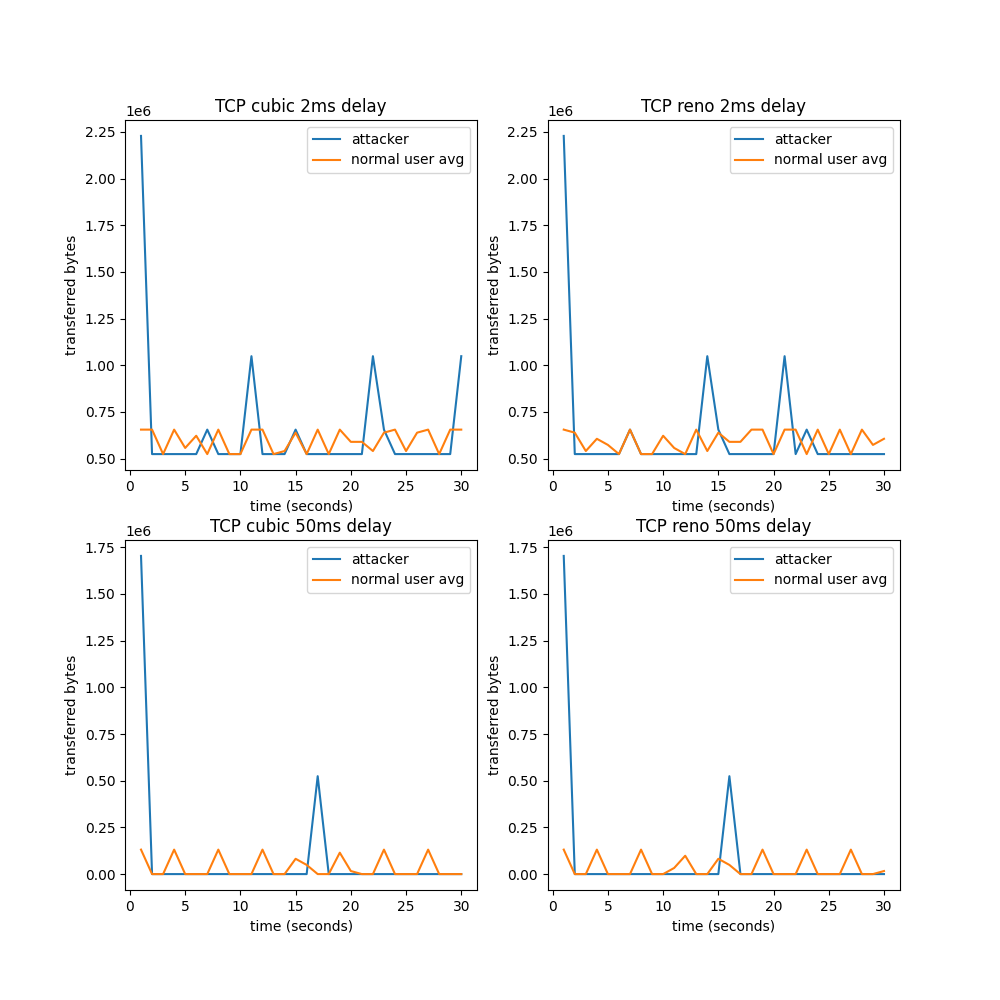 TCP cubic 2ms delay
1e6
attacker
normal user avg
2.25
2.00
1.75
1.50
1.25
1.00
0.75
0.50
transferred bytes
0 5 10 15 20 25 30
time (seconds)
TCP reno 2ms delay
1e6
attacker
normal user avg
2.25
2.00
1.75
1.50
1.25
1.00
0.75
0.50
transferred bytes
0 5 10 15 20 25 30
time (seconds)
TCP cubic 50ms delay
1e6
attacker
normal user avg
1.75
1.50
1.25
1.00
0.75
0.50
0.25
0.00
transferred bytes
0 5 10 15 20 25 30
time (seconds)
TCP reno 50ms delay
1e6
attacker
normal user avg
1.75
1.50
1.25
1.00
0.75
0.50
0.25
0.00
transferred bytes
0 5 10 15 20 25 30
time (seconds)